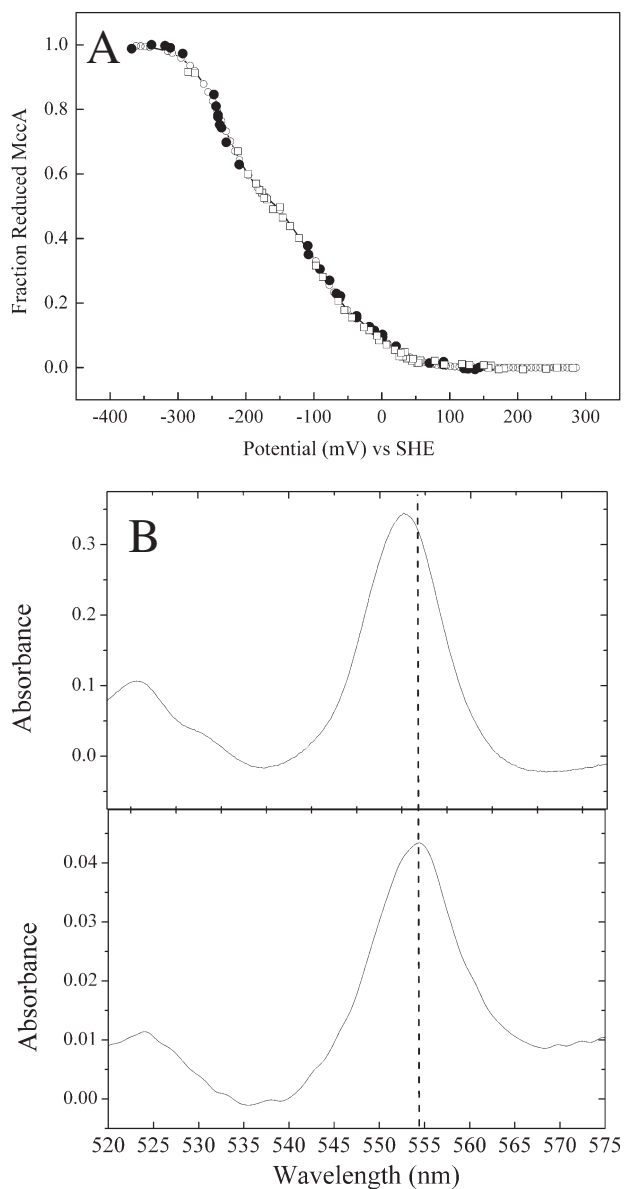 A
1.0
0.8
0.6
0.4
0.2
0.0
Fraction Reduced MccA
-400 -300 -200 -100 0 100 200 300
Potential (mV) vs SHE
B
0.3
0.2
0.1
0.0
Absorbance
0.04
0.03
0.02
0.01
0.00
Absorbance
520 525 530 535 540 545 550 555 560 565 570 575
Wavelength (nm)